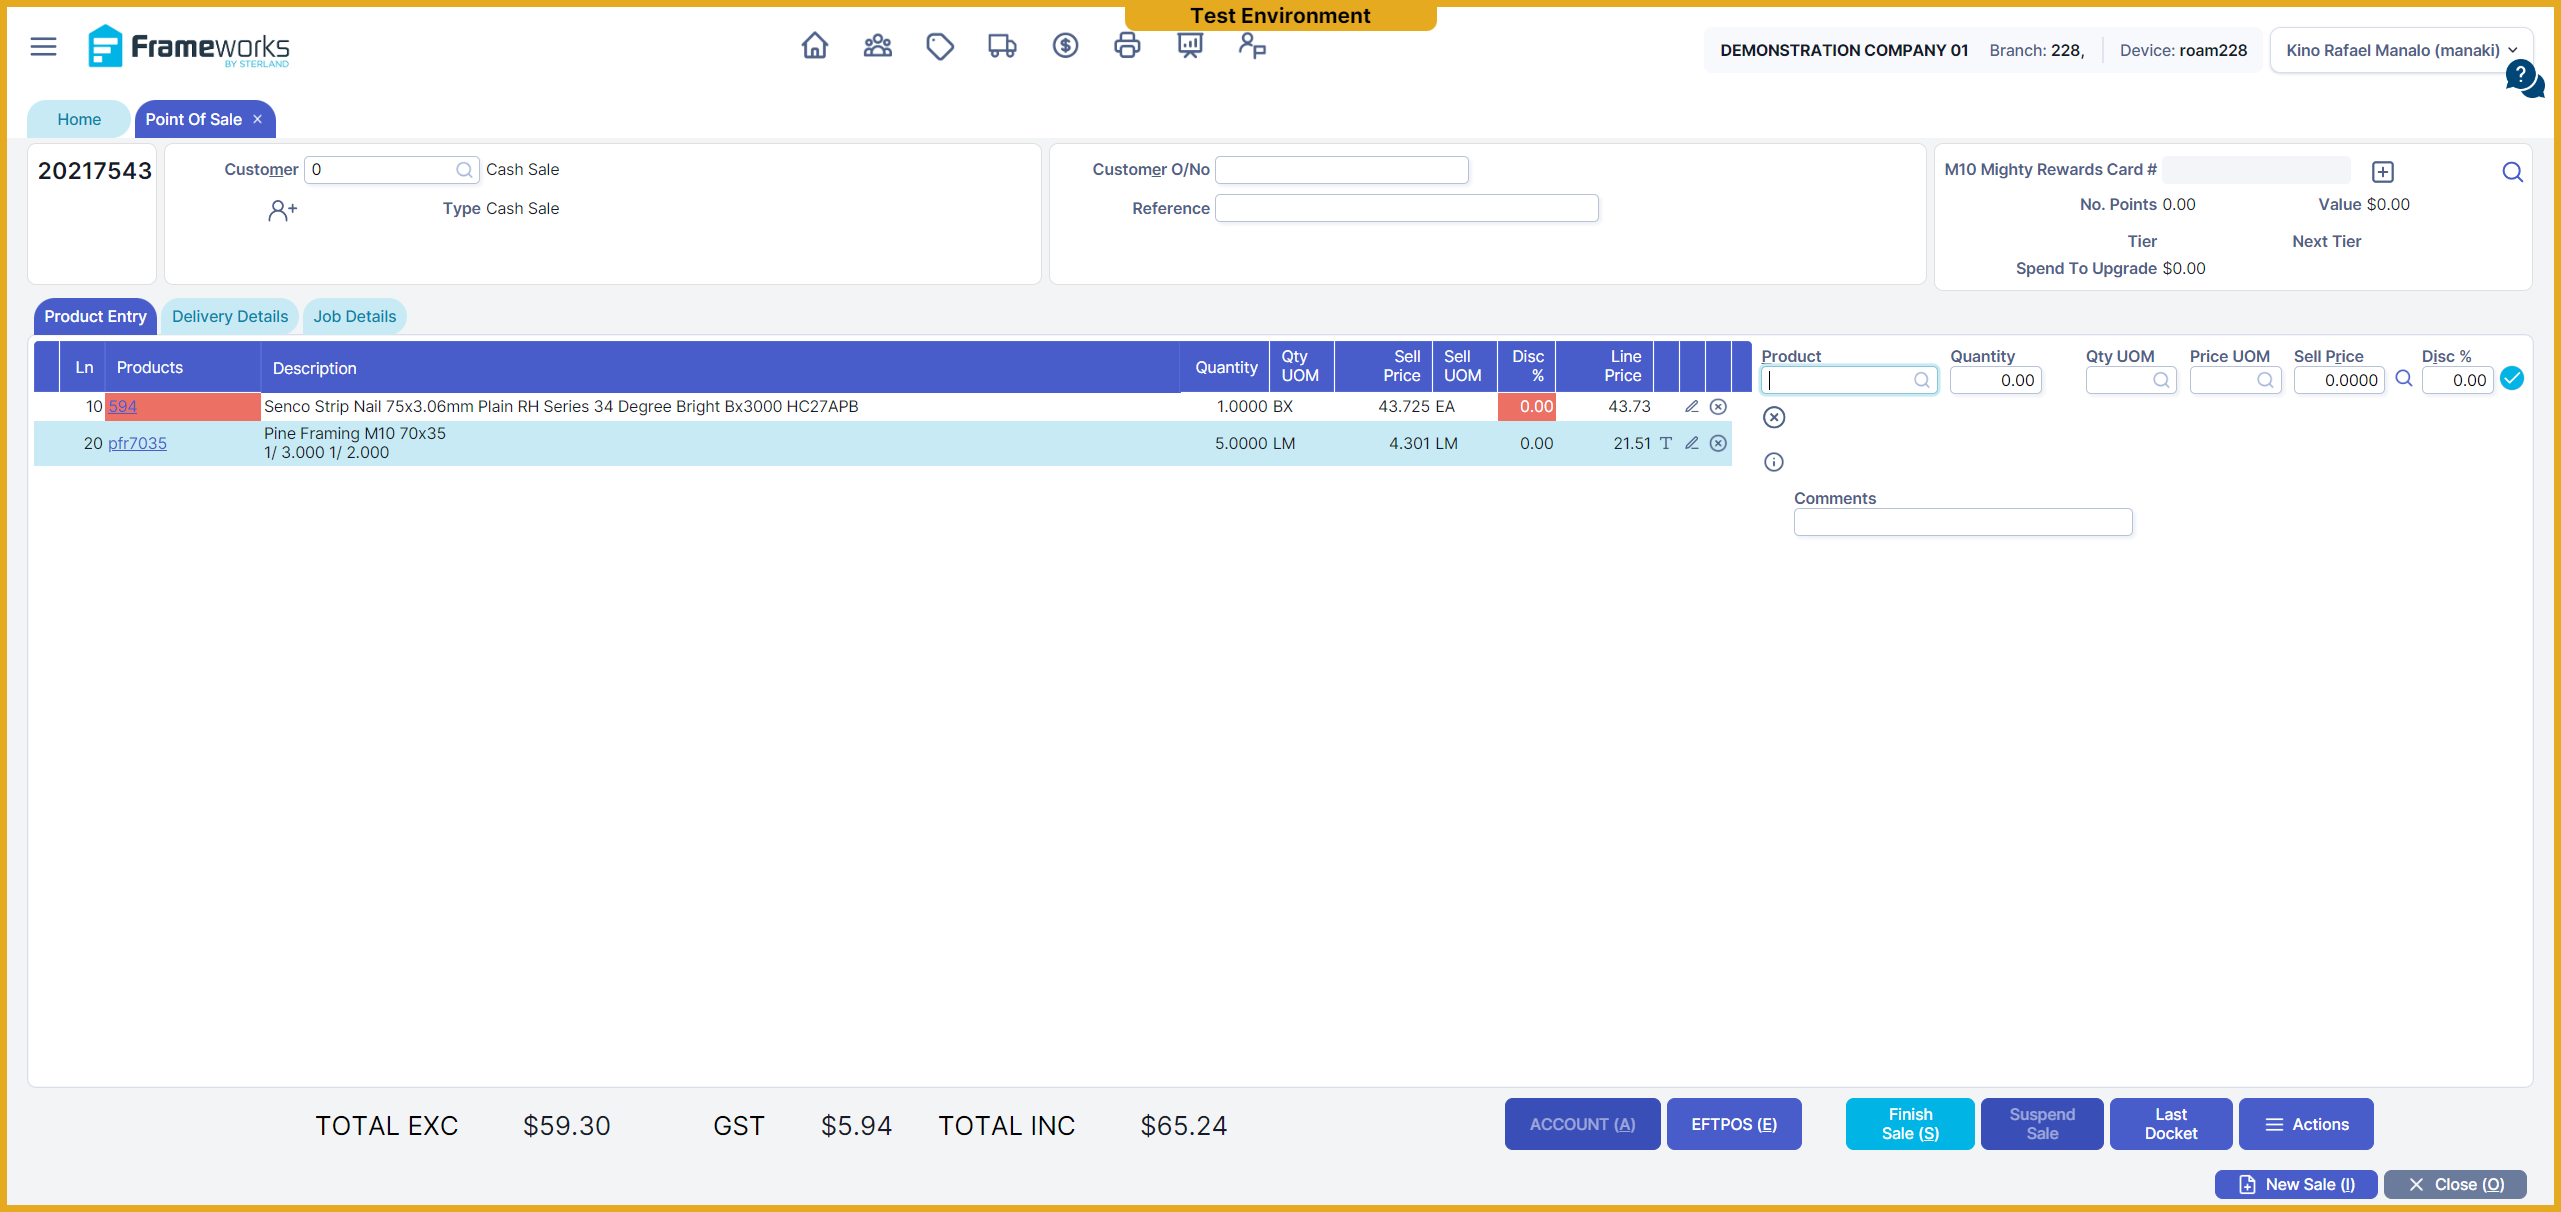 Test Environment
Frameworks
BY STERLAND
DEMONSTRATION COMPANY 01 Branch: 228, Device: roam228
Kino Rafael Manalo (manaki)
?
Home
Point Of Sale ×
20217543
Customer 0 Cash Sale
Type Cash Sale
Customer O/No
Reference
M10 Mighty Rewards Card #
No. Points 0.00 Value $0.00
Tier Next Tier
Spend To Upgrade $0.00
Product Entry Delivery Details Job Details
Ln Products Description Quantity Qty UOM Sell Price Sell UOM Disc % Line Price
10 594 Senco Strip Nail 75x3.06mm Plain RH Series 34 Degree Bright Bx3000 HC27APB 1.0000 BX 43.725 EA 0.00 43.73
20 pfr7035 Pine Framing M10 70x35 5.0000 LM 4.301 LM 0.00 21.51 T
1/ 3.000 1/ 2.000
Product Quantity Qty UOM Price UOM Sell Price Disc %
0.00 0.0000 0.00
Comments
TOTAL EXC $59.30 GST $5.94 TOTAL INC $65.24
ACCOUNT (A)
EFTPOS (E)
Finish
Sale (S)
Suspend
Sale
Last
Docket
Actions
New Sale (I)
Close (O)